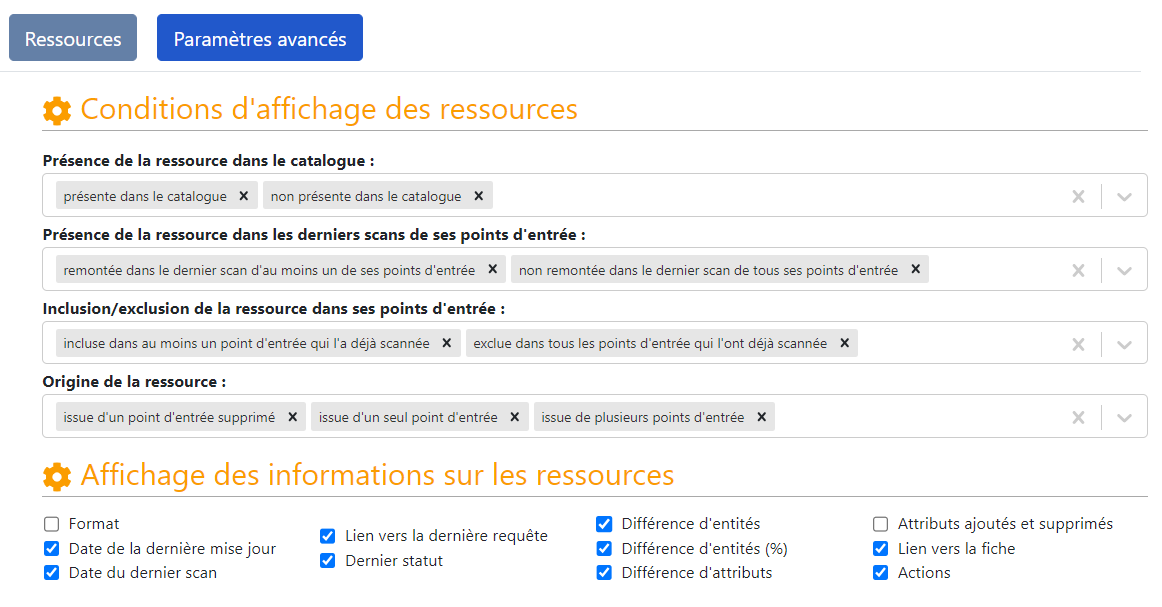 Ressources
Paramètres avancés
Conditions d'affichage des ressources
Présence de la ressource dans le catalogue :
présente dans le catalogue
non présente dans le catalogue
Présence de la ressource dans les derniers scans de ses points d'entrée :
remontée dans le dernier scan d'au moins un de ses points d'entrée
non remontée dans le dernier scan de tous ses points d'entrée
Inclusion/exclusion de la ressource dans ses points d'entrée :
incluse dans au moins un point d'entrée qui l'a déjà scannée
exclue dans tous les points d'entrée qui l'ont déjà scannée
Origine de la ressource :
issue d'un point d'entrée supprimé
issue d'un seul point d'entrée
issue de plusieurs points d'entrée
Affichage des informations sur les ressources
Format
Date de la dernière mise jour
Date du dernier scan
Lien vers la dernière requête
Dernier statut
Différence d'entités
Différence d'entités (%)
Différence d'attributs
Attributs ajoutés et supprimés
Lien vers la fiche
Actions